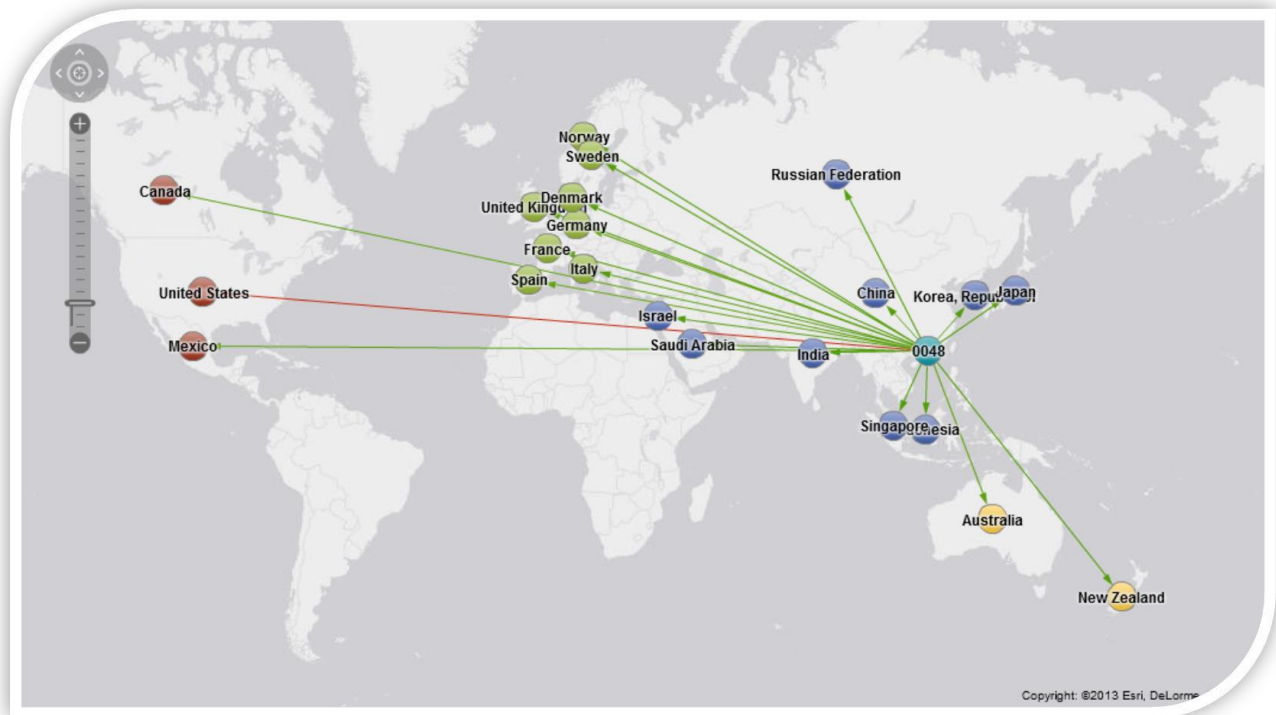 Norway
Sweden
Russian Federation
Canada
Denmark
United Kingd
Germany
France
Italy
Spain
United States
China
Korea, Repu
Japan
Israel
Saudi Arabia
Mexico
India
0048
Singapore
nesia
Australia
New Zealand
Copyright: ©2013 Esri, DeLorme